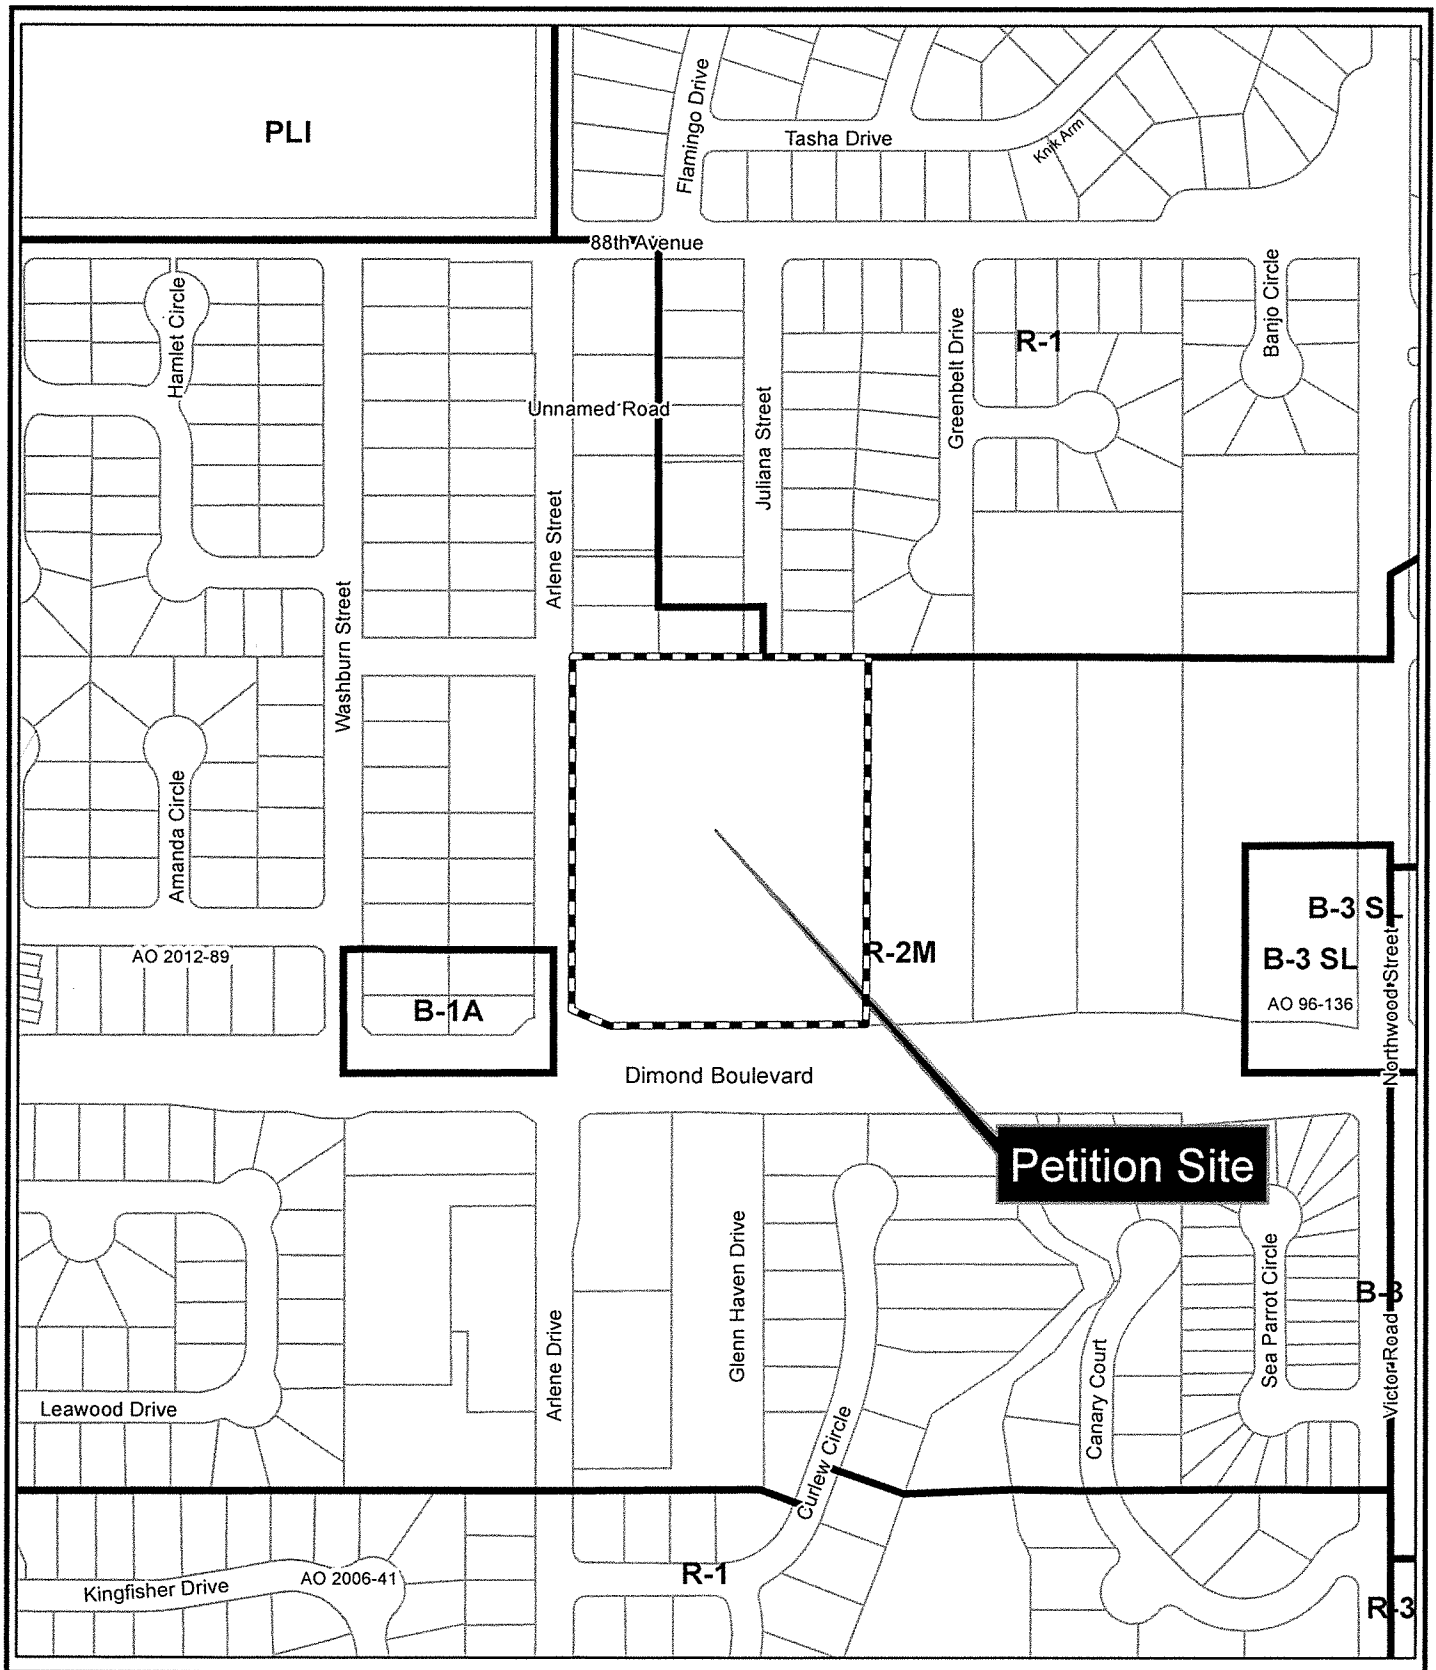 PLI
Flamingo Drive
Tasha Drive
Knik Arm
88th Avenue
Hamlet Circle
Banjo Circle
Greenbelt Drive
R-1
Unnamed Road
Juliana Street
Arlene Street
Washburn Street
Amanda Circle
B-3 SL
R-2M
AO 2012-89
B-3 SL
B-1A
AO 96-136
Northwood Street
Dimond Boulevard
Petition Site
Glenn Haven Drive
Sea Parrot Circle
B-3
Arlene Drive
Canary Court
Victor Road
Leawood Drive
Curlew Circle
R-1
AO 2006-41
Kingfisher Drive
R-3